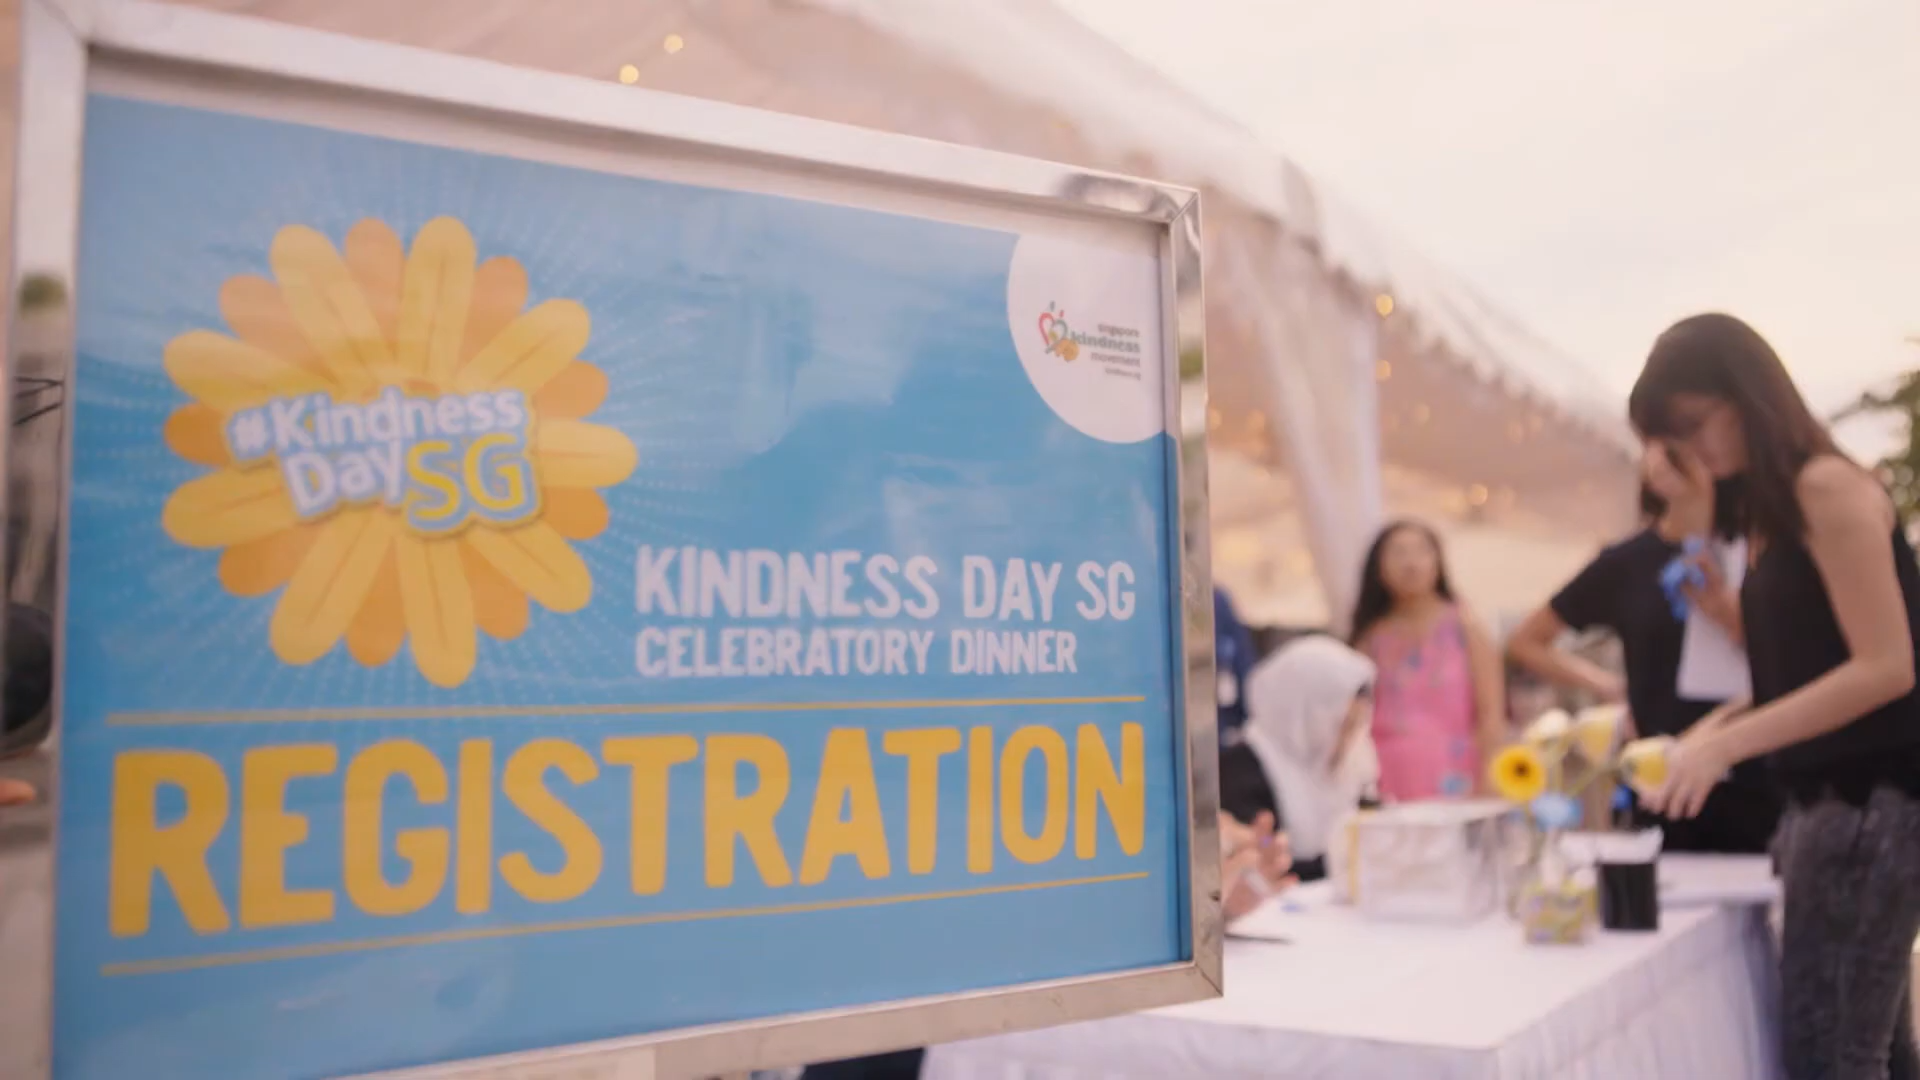 #Kindness
DaySG
singapore
kindness
movement
KINDNESS DAY SG
CELEBRATORY DINNER
REGISTRATION